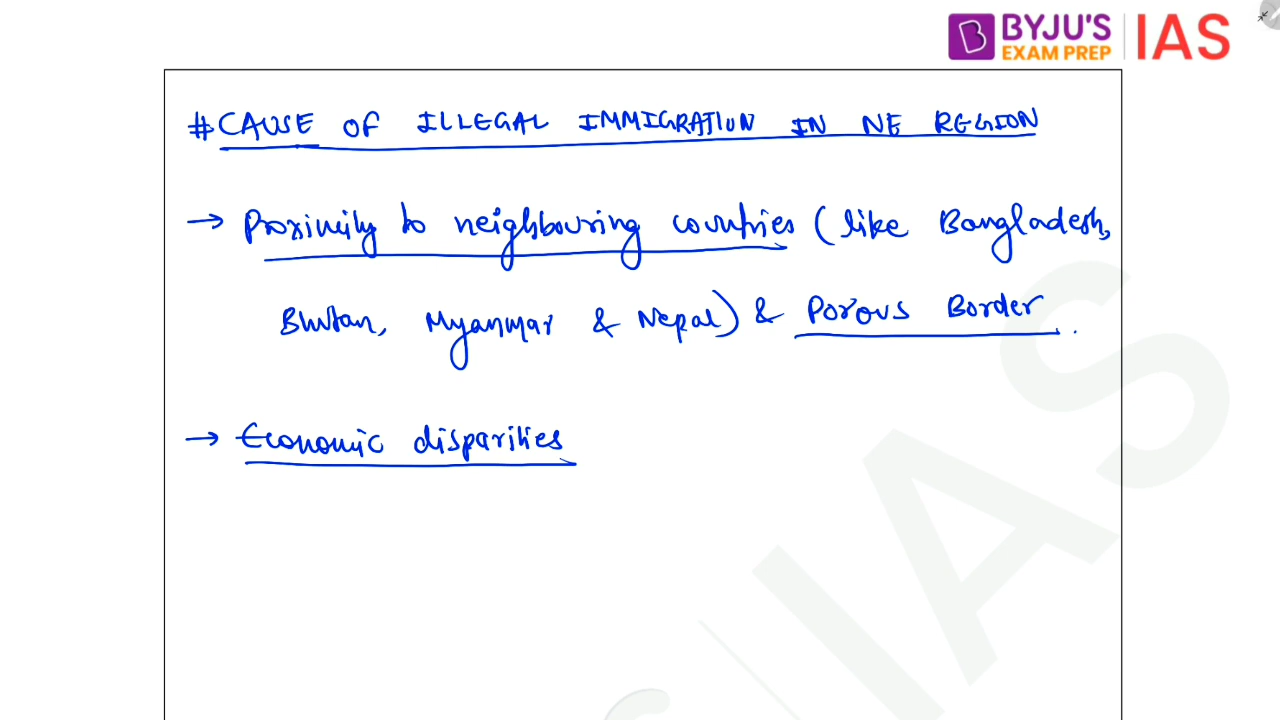 BYJU'S IAS
EXAM PREP
#CAUSE OF ILLEGAL IMMIGRATION IN NE REGION
→ Proximity to neighbouring countries (like Bangladesh,
Bhutan, Myanmar & Nepal) & Porous Border.
→ Economic disparities
IAS